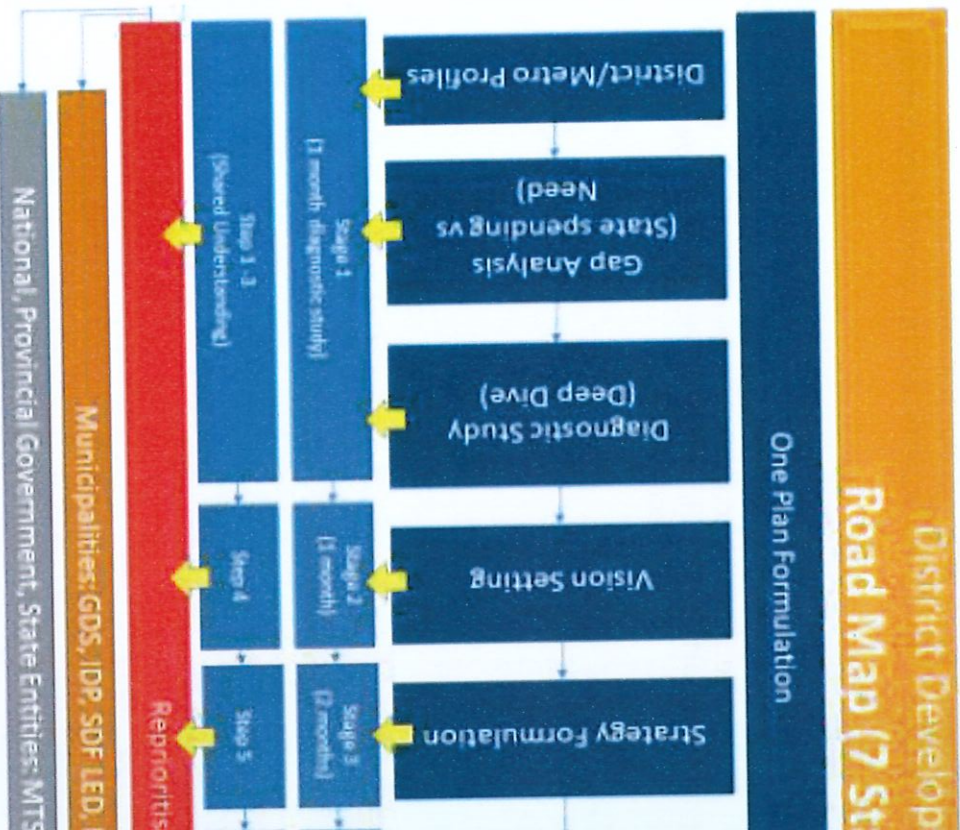 District Develop
Road Map (7 St
One Plan Formulation
District/Metro Profiles
Gap Analysis
(State spending vs
Need)
Diagnostic Study
(Deep Dive)
Vision Setting
Strategy Formulation
Stage 1
(1 month diagnostic study)
Stage 2
(1 month)
Stage 3
(2 months)
Step 1-3
(Shared Understanding)
Step 4
Step 5
Reprioritis
Municipalities: GDS, IDP, SDF LED,
National, Provincial Government, State Entities: MTS